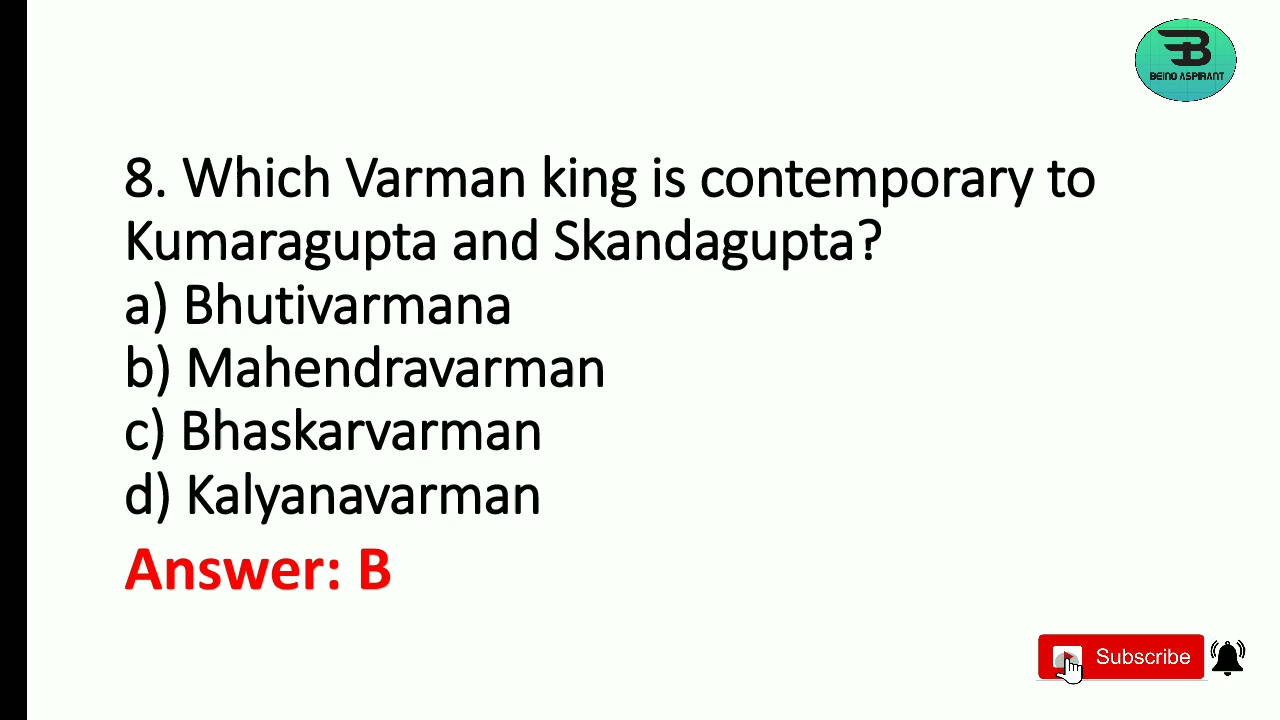 BEING ASPIRANT
8. Which Varman king is contemporary to
Kumaragupta and Skandagupta?
a) Bhutivarmana
b) Mahendravarman
c) Bhaskarvarman
d) Kalyanavarman
Answer: B
Subscribe